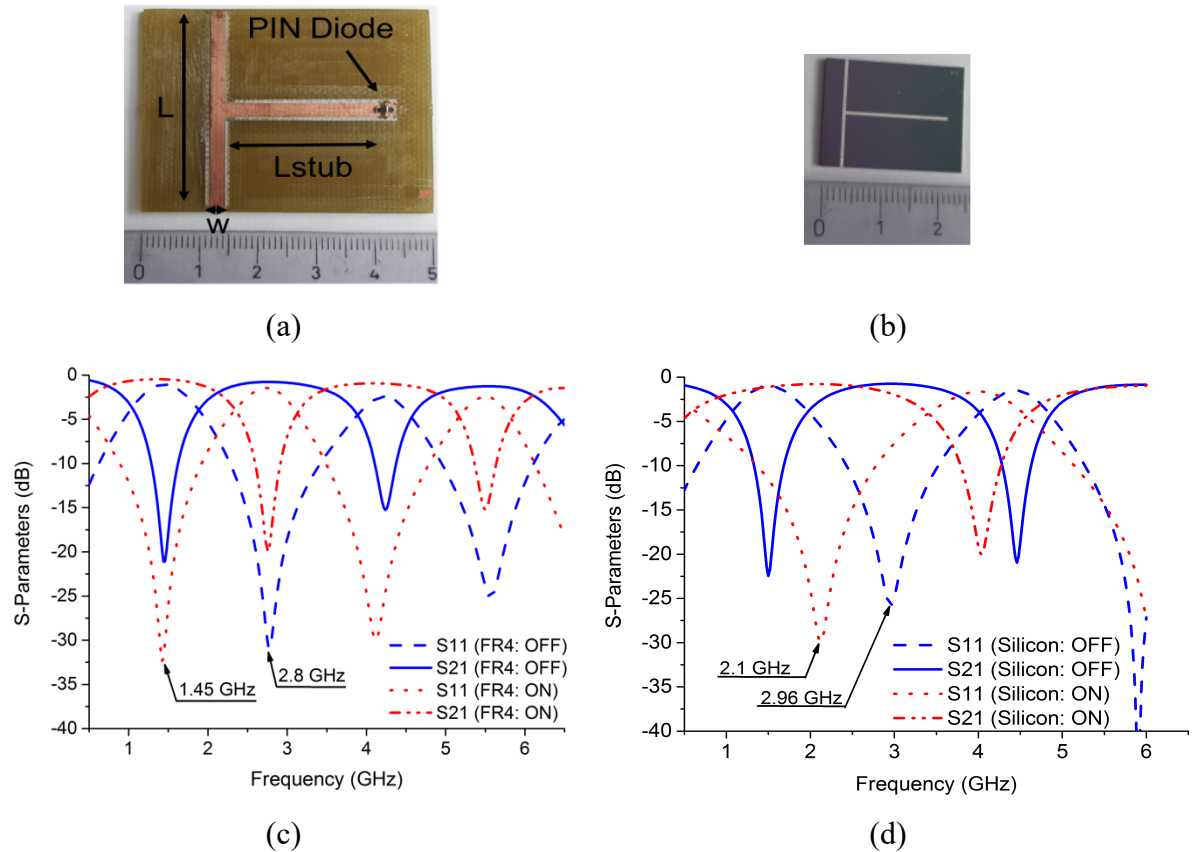 PIN Diode
L
Lstub
W
0 1 2 3 4 5
0 1 2
(a)
(b)
0
-5
-10
-15
-20
-25
-30
-35
-40
S-Parameters (dB)
S11 (FR4: OFF)
S21 (FR4: OFF)
S11 (FR4: ON)
S21 (FR4: ON)
2.8 GHz
1.45 GHz
1 2 3 4 5 6
Frequency (GHz)
(c)
0
-5
-10
-15
-20
-25
-30
-35
-40
S-Parameters (dB)
S11 (Silicon: OFF)
S21 (Silicon: OFF)
S11 (Silicon: ON)
S21 (Silicon: ON)
2.1 GHz
2.96 GHz
1 2 3 4 5 6
Frequency (GHz)
(d)